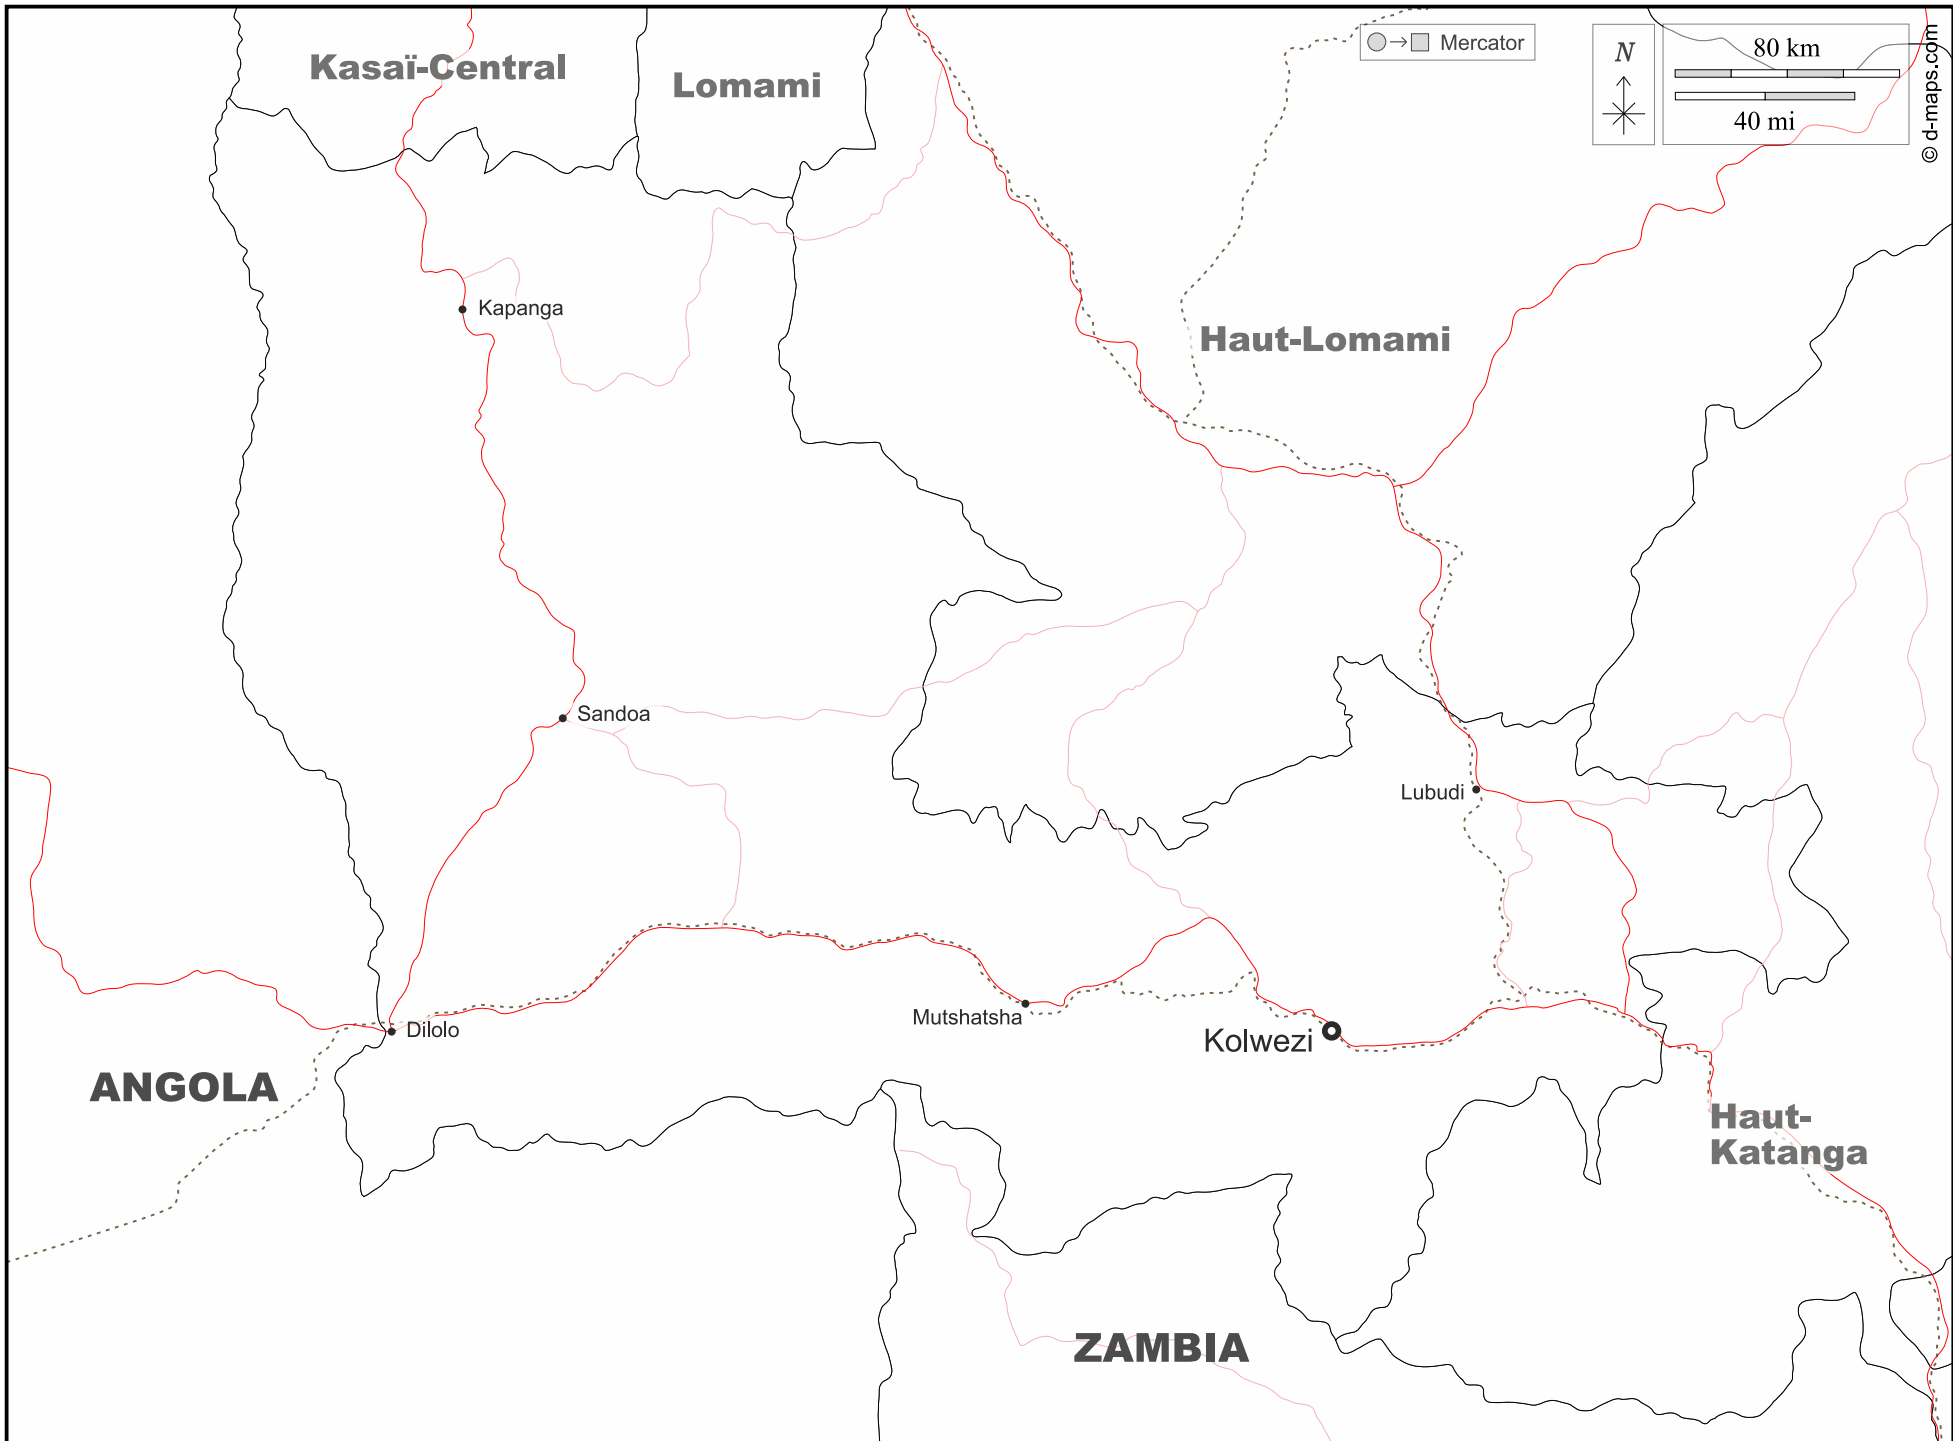 Kasaï-Central
Lomami
Mercator
N
80 km
40 mi
© d-maps.com
Kapanga
Haut-Lomami
Sandoa
Lubudi
Mutshatsha
Dilolo
Kolwezi
ANGOLA
Haut-
Katanga
ZAMBIA